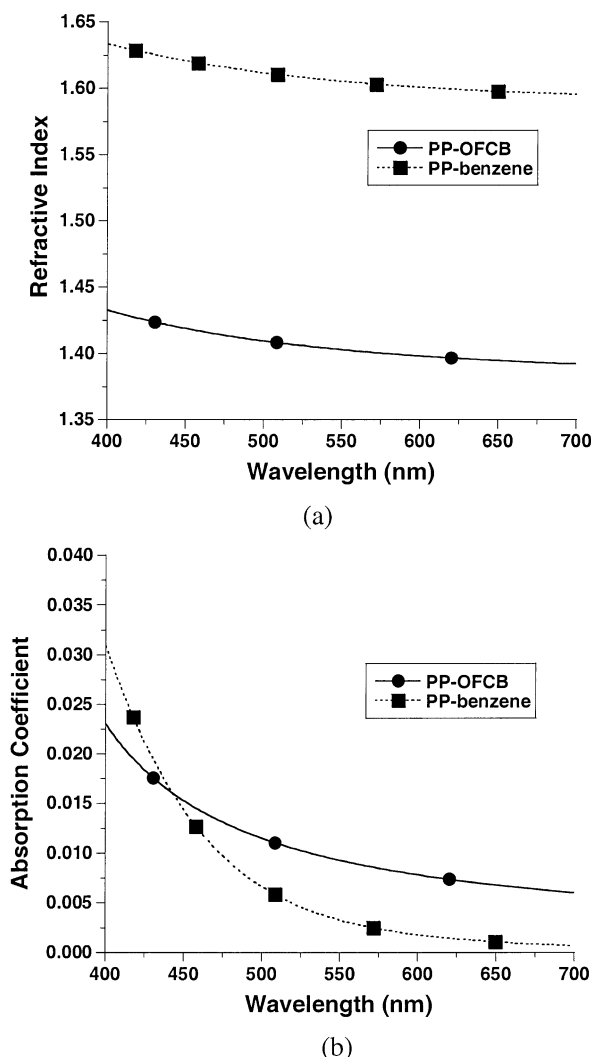 1.65
1.60
1.55
1.50
1.45
1.40
1.35
Refractive Index
PP-OFCB
PP-benzene
400 450 500 550 600 650 700
Wavelength (nm)
(a)
0.040
0.035
0.030
0.025
0.020
0.015
0.010
0.005
0.000
Absorption Coefficient
PP-OFCB
PP-benzene
400 450 500 550 600 650 700
Wavelength (nm)
(b)